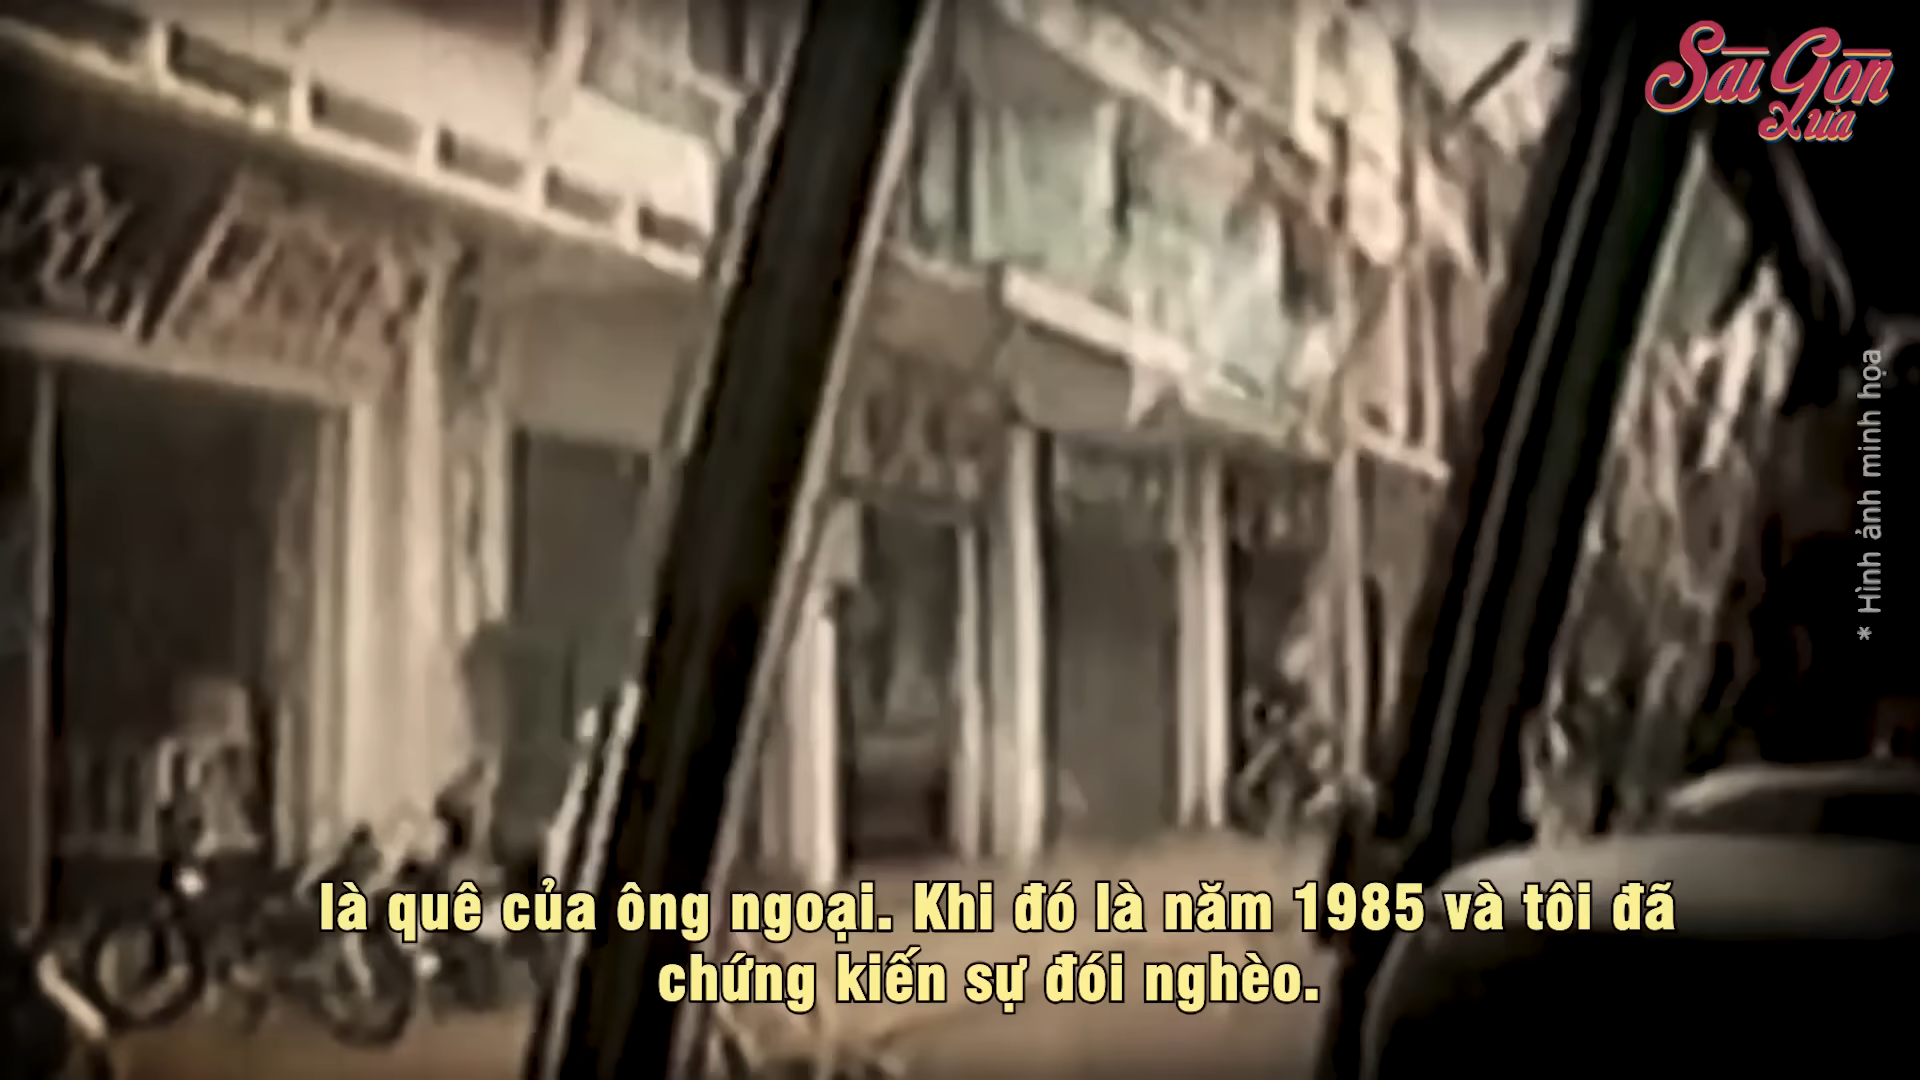 Sài Gòn
Xưa
* Hình ảnh minh họa
là quê của ông ngoại. Khi đó là năm 1985 và tôi đã
chứng kiến sự đói nghèo.